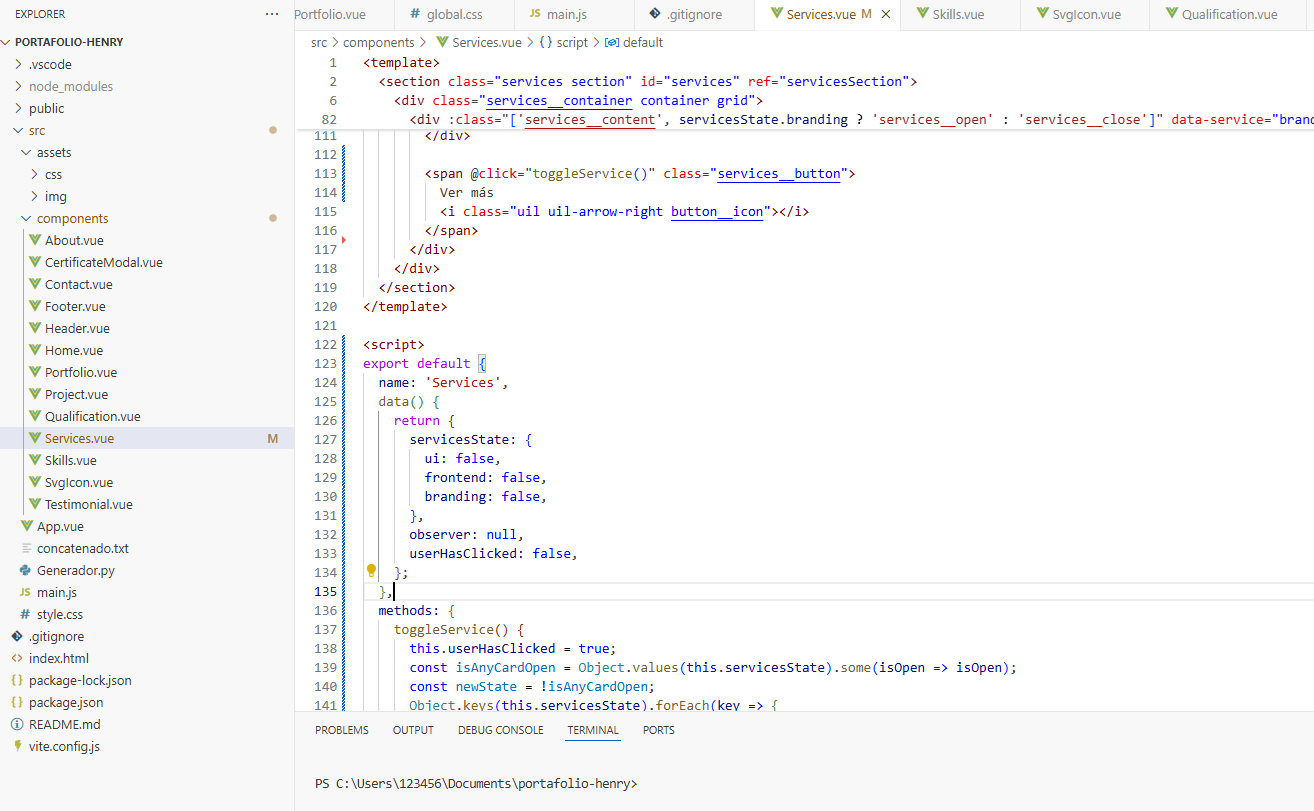 EXPLORER ···
PORTAFOLIO-HENRY
.vscode
node_modules
public
src
assets
css
img
components
About.vue
CertificateModal.vue
Contact.vue
Footer.vue
Header.vue
Home.vue
Portfolio.vue
Project.vue
Qualification.vue
Services.vue M
Skills.vue
SvgIcon.vue
Testimonial.vue
App.vue
concatenado.txt
Generador.py
JS main.js
# style.css
.gitignore
<> index.html
{} package-lock.json
{} package.json
README.md
vite.config.js
Portfolio.vue # global.css JS main.js .gitignore Services.vue M Skills.vue SvgIcon.vue Qualification.vue
src > components > Services.vue > {} script > default
1 <template>
2 <section class="services section" id="services" ref="servicesSection">
6 <div class="services__container container grid">
82 <div :class="['services__content', servicesState.branding ? 'services__open' : 'services__close']" data-service="bran
111 </div>
112
113 <span @click="toggleService()" class="services__button">
114 Ver más
115 <i class="uil uil-arrow-right button__icon"></i>
116 </span>
117 </div>
118 </div>
119 </section>
120 </template>
121
122 <script>
123 export default {
124 name: 'Services',
125 data() {
126 return {
127 servicesState: {
128 ui: false,
129 frontend: false,
130 branding: false,
131 },
132 observer: null,
133 userHasClicked: false,
134 };
135 },
136 methods: {
137 toggleService() {
138 this.userHasClicked = true;
139 const isAnyCardOpen = Object.values(this.servicesState).some(isOpen => isOpen);
140 const newState = !isAnyCardOpen;
141 Object.keys(this.servicesState).forEach(key => {
PROBLEMS OUTPUT DEBUG CONSOLE TERMINAL PORTS
PS C:\Users\123456\Documents\portafolio-henry>